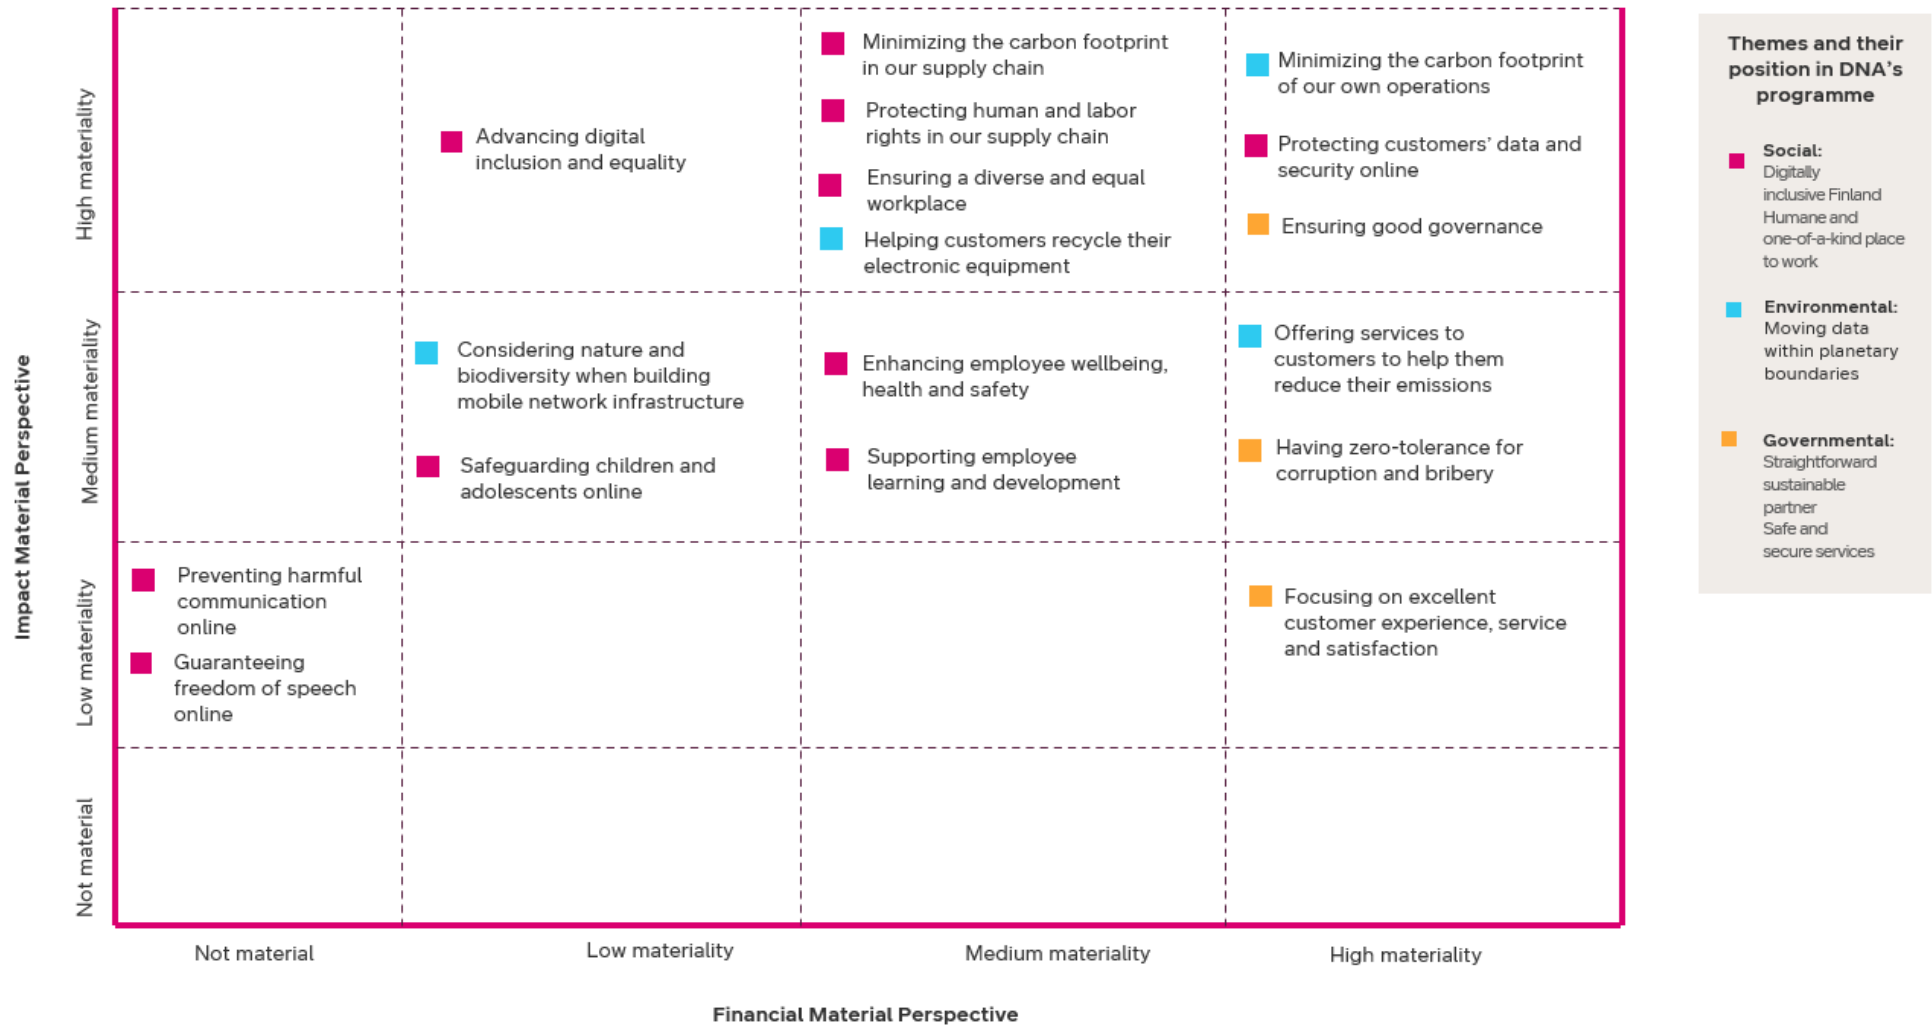 Impact Material Perspective
High materiality
Medium materiality
Low materiality
Not material
Advancing digital
inclusion and equality
Minimizing the carbon footprint
in our supply chain
Protecting human and labor
rights in our supply chain
Ensuring a diverse and equal
workplace
Helping customers recycle their
electronic equipment
Minimizing the carbon footprint
of our own operations
Protecting customers’ data and
security online
Ensuring good governance
Considering nature and
biodiversity when building
mobile network infrastructure
Safeguarding children and
adolescents online
Enhancing employee wellbeing,
health and safety
Supporting employee
learning and development
Offering services to
customers to help them
reduce their emissions
Having zero-tolerance for
corruption and bribery
Preventing harmful
communication
online
Guaranteeing
freedom of speech
online
Focusing on excellent
customer experience, service
and satisfaction
Not material
Low materiality
Medium materiality
High materiality
Financial Material Perspective
Themes and their
position in DNA’s
programme
Social:
Digitally
inclusive Finland
Humane and
one-of-a-kind place
to work
Environmental:
Moving data
within planetary
boundaries
Governmental:
Straightforward
sustainable
partner
Safe and
secure services